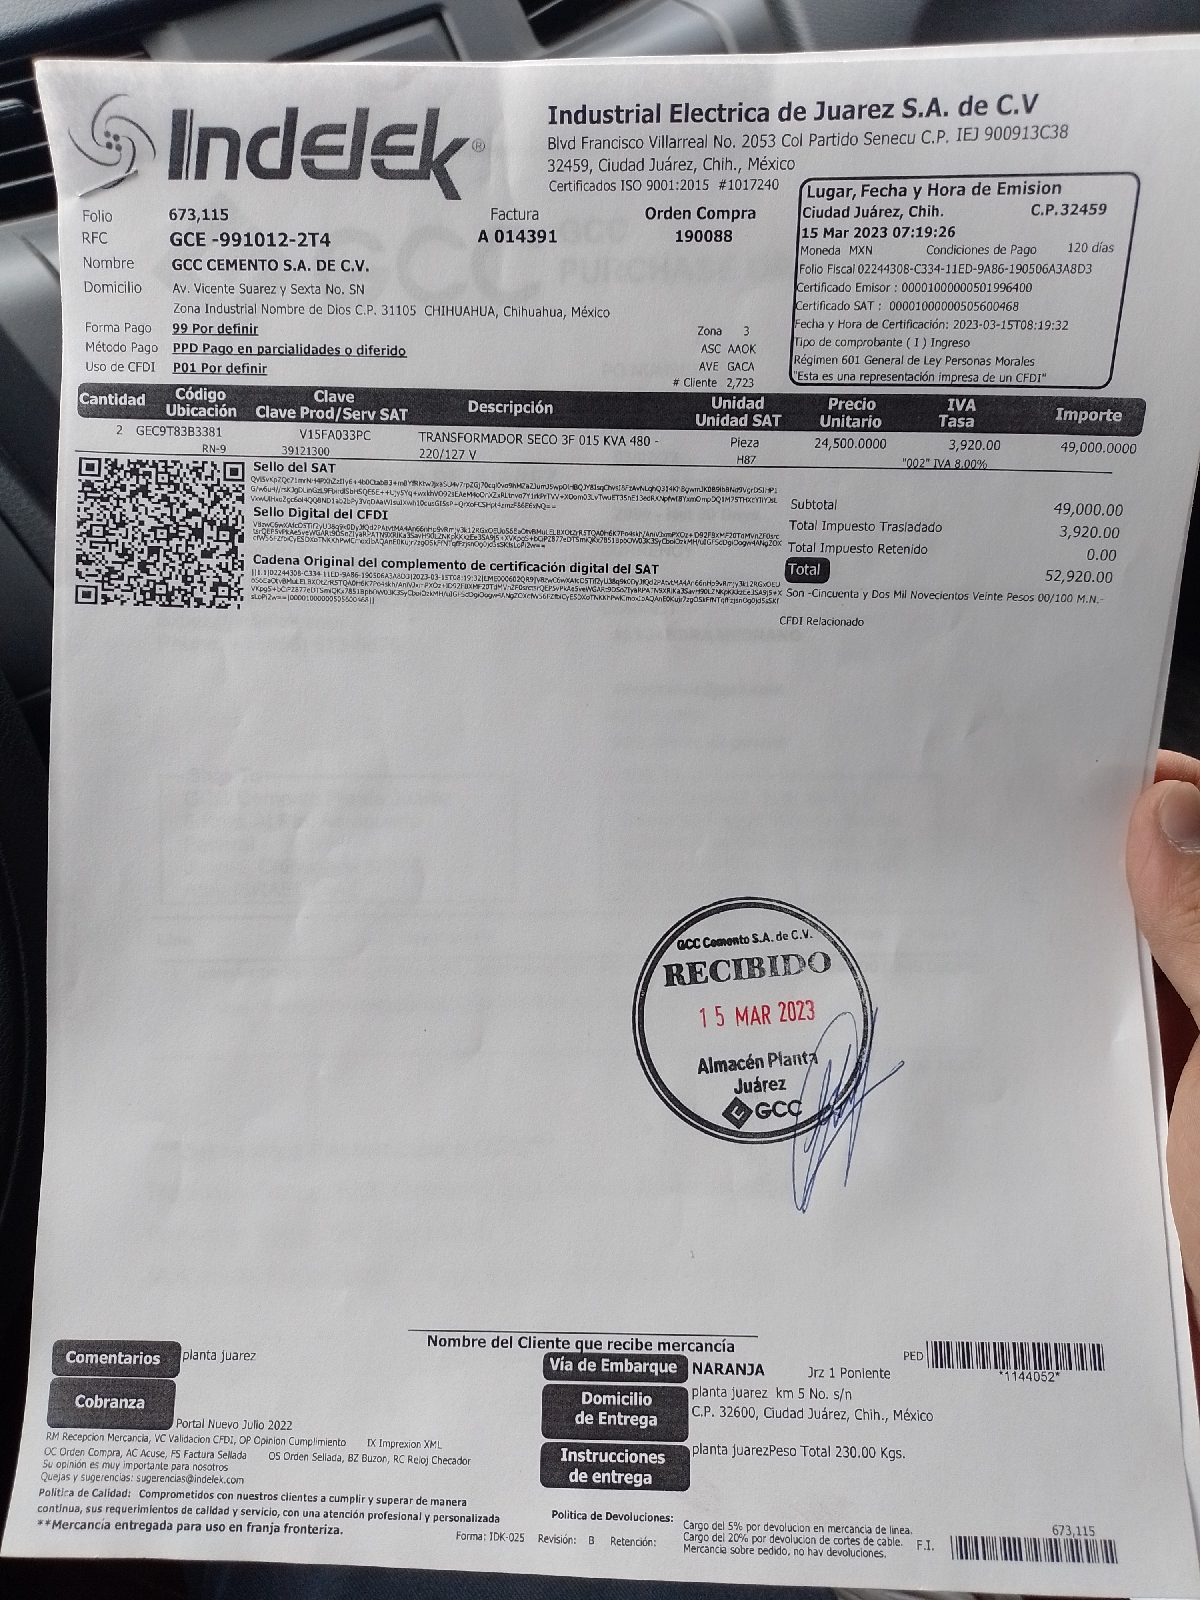 Indelek®
Industrial Electrica de Juarez S.A. de C.V
Blvd Francisco Villarreal No. 2053 Col Partido Senecu C.P. IEJ 900913C38
32459, Ciudad Juárez, Chih., México
Certificados ISO 9001:2015 #1017240
Lugar, Fecha y Hora de Emision
Ciudad Juárez, Chih. C.P.32459
15 Mar 2023 07:19:26
Moneda MXN Condiciones de Pago 120 días
Folio Fiscal 02244308-C334-11ED-9A86-190506A3A8D3
Certificado Emisor : 00001000000501996400
Certificado SAT : 00001000000505600468
Fecha y Hora de Certificación: 2023-03-15T08:19:32
Tipo de comprobante ( I ) Ingreso
Régimen 601 General de Ley Personas Morales
"Esta es una representación impresa de un CFDI"
Folio 673,115 Factura Orden Compra
RFC GCE -991012-2T4 A 014391 190088
Nombre GCC CEMENTO S.A. DE C.V.
Domicilio Av. Vicente Suarez y Sexta No. SN
Zona Industrial Nombre de Dios C.P. 31105 CHIHUAHUA, Chihuahua, México
Forma Pago 99 Por definir Zona 3
Método Pago PPD Pago en parcialidades o diferido ASC AAOK
Uso de CFDI P01 Por definir AVE GACA
# Cliente 2,723
Cantidad Código Ubicación Clave Clave Prod/Serv SAT Descripción Unidad Unidad SAT Precio Unitario IVA Tasa Importe
2 GEC9T83B3381 V15FA033PC TRANSFORMADOR SECO 3F 015 KVA 480 - Pieza 24,500.0000 3,920.00 49,000.0000
RN-9 39121300 220/127 V H87 "002" IVA 8.00%
Sello del SAT
Sello Digital del CFDI
Cadena Original del complemento de certificación digital del SAT
Subtotal 49,000.00
Total Impuesto Trasladado 3,920.00
Total Impuesto Retenido 0.00
Total 52,920.00
Son -Cincuenta y Dos Mil Novecientos Veinte Pesos 00/100 M.N.-
CFDI Relacionado
GCC Cemento S.A. de C.V.
RECIBIDO
15 MAR 2023
Almacén Planta
Juárez
GCC
Nombre del Cliente que recibe mercancía
Comentarios planta juarez
Cobranza
Portal Nuevo Julio 2022
RM Recepcion Mercancia, VC Validacion CFDI, OP Opinion Cumplimiento IX Imprexion XML
OC Orden Compra, AC Acuse, FS Factura Sellada OS Orden Sellada, BZ Buzon, RC Reloj Checador
Su opinión es muy importante para nosotros
Quejas y sugerencias: sugerencias@indelek.com
Política de Calidad: Comprometidos con nuestros clientes a cumplir y superar de manera
continua, sus requerimientos de calidad y servicio, con una atención profesional y personalizada
**Mercancía entregada para uso en franja fronteriza.
Vía de Embarque NARANJA Jrz 1 Poniente
PED *1144052*
Domicilio de Entrega planta juarez km 5 No. s/n
C.P. 32600, Ciudad Juárez, Chih., México
Instrucciones de entrega planta juarezPeso Total 230.00 Kgs.
Forma: IDK-025 Revisión: B Retención:
Politica de Devoluciones: Cargo del 5% por devolucion en mercancia de linea.
Cargo del 20% por devolucion de cortes de cable.
Mercancia sobre pedido, no hay devoluciones.
F.I. 673,115